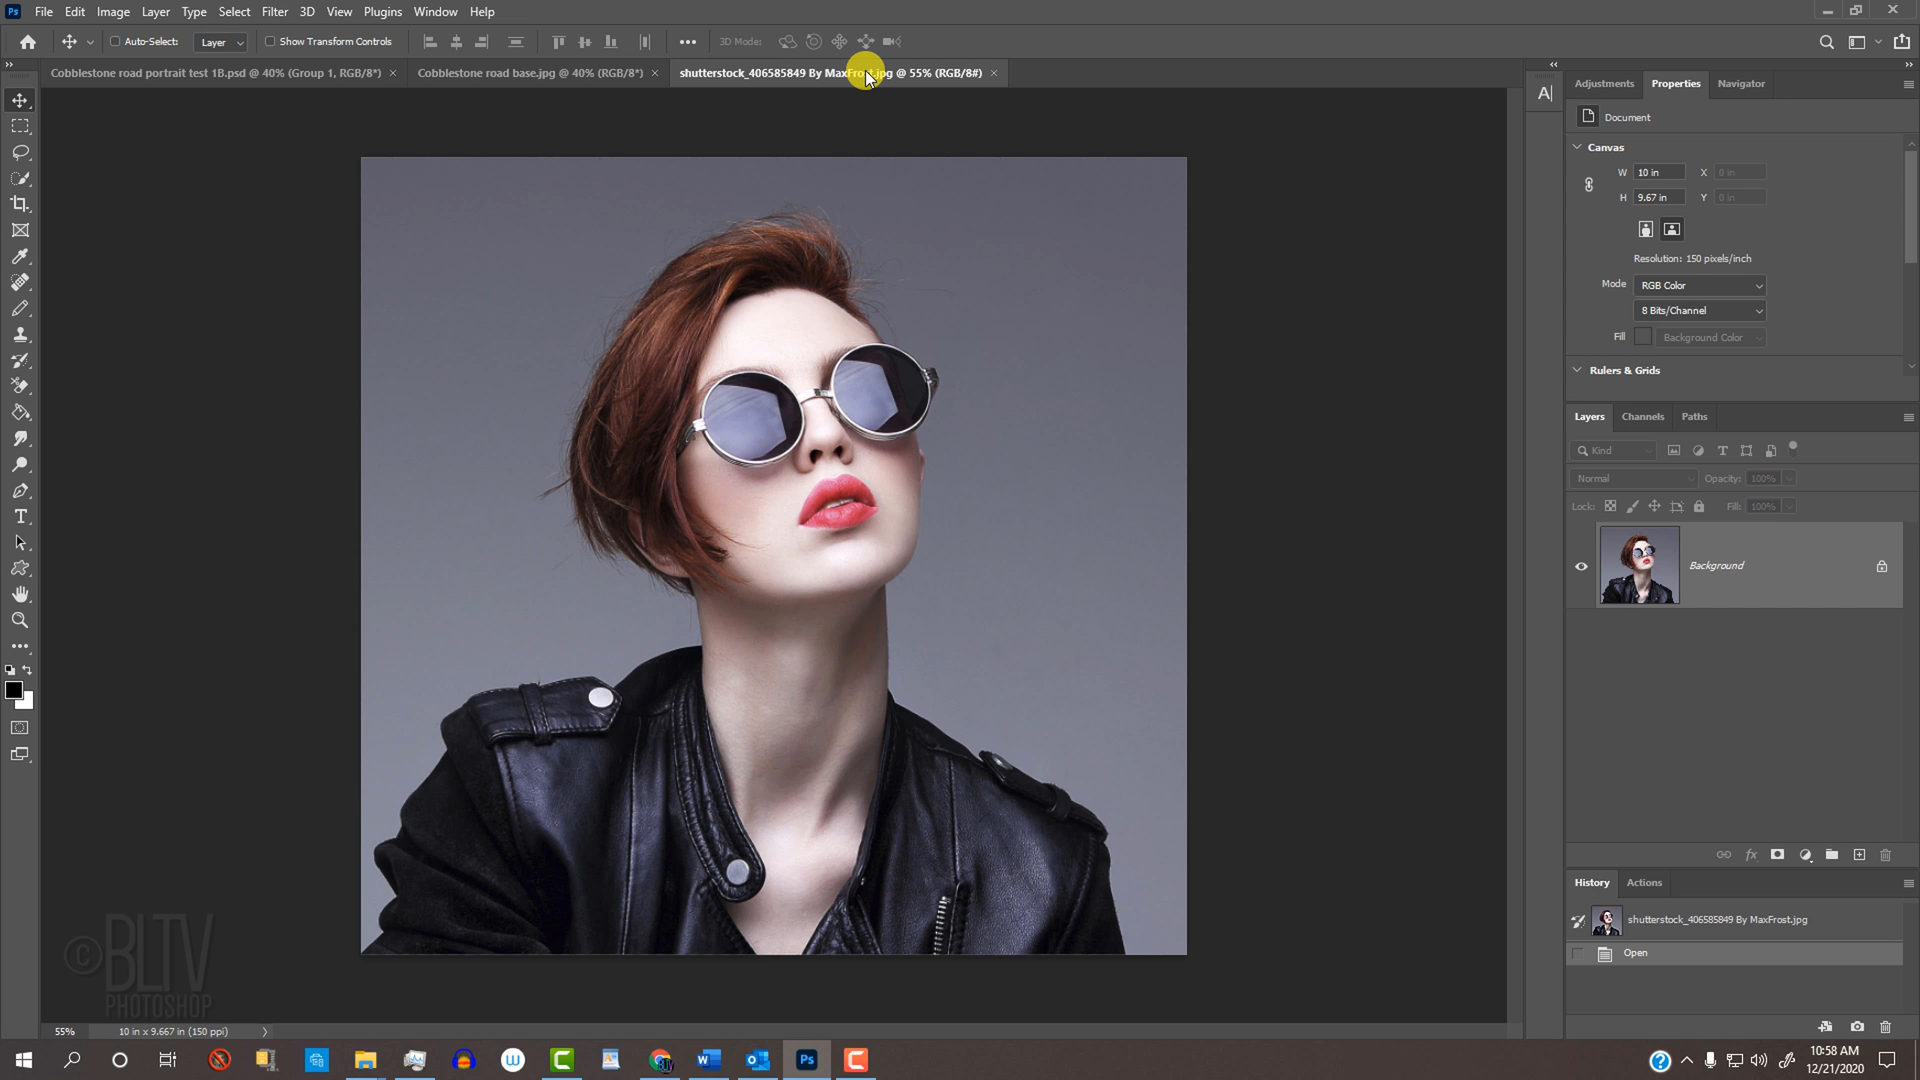 File Edit Image Layer Type Select Filter 3D View Plugins Window Help
Auto-Select: Layer Show Transform Controls 3D Mode:
Cobblestone road portrait test 1B.psd @ 40% (Group 1, RGB/8*) × Cobblestone road base.jpg @ 40% (RGB/8*) × shutterstock_406585849 By MaxFrost.jpg @ 55% (RGB/8#) ×
A
Adjustments Properties Navigator
Document
Canvas
W 10 in X 0 in
H 9.67 in Y 0 in
Resolution: 150 pixels/inch
Mode RGB Color
8 Bits/Channel
Fill Background Color
Rulers & Grids
Layers Channels Paths
Kind
Normal Opacity: 100%
Lock: Fill: 100%
Background
History Actions
shutterstock_406585849 By MaxFrost.jpg
Open
©BLTV
PHOTOSHOP
55% 10 in x 9.667 in (150 ppi)
10:58 AM
12/21/2020